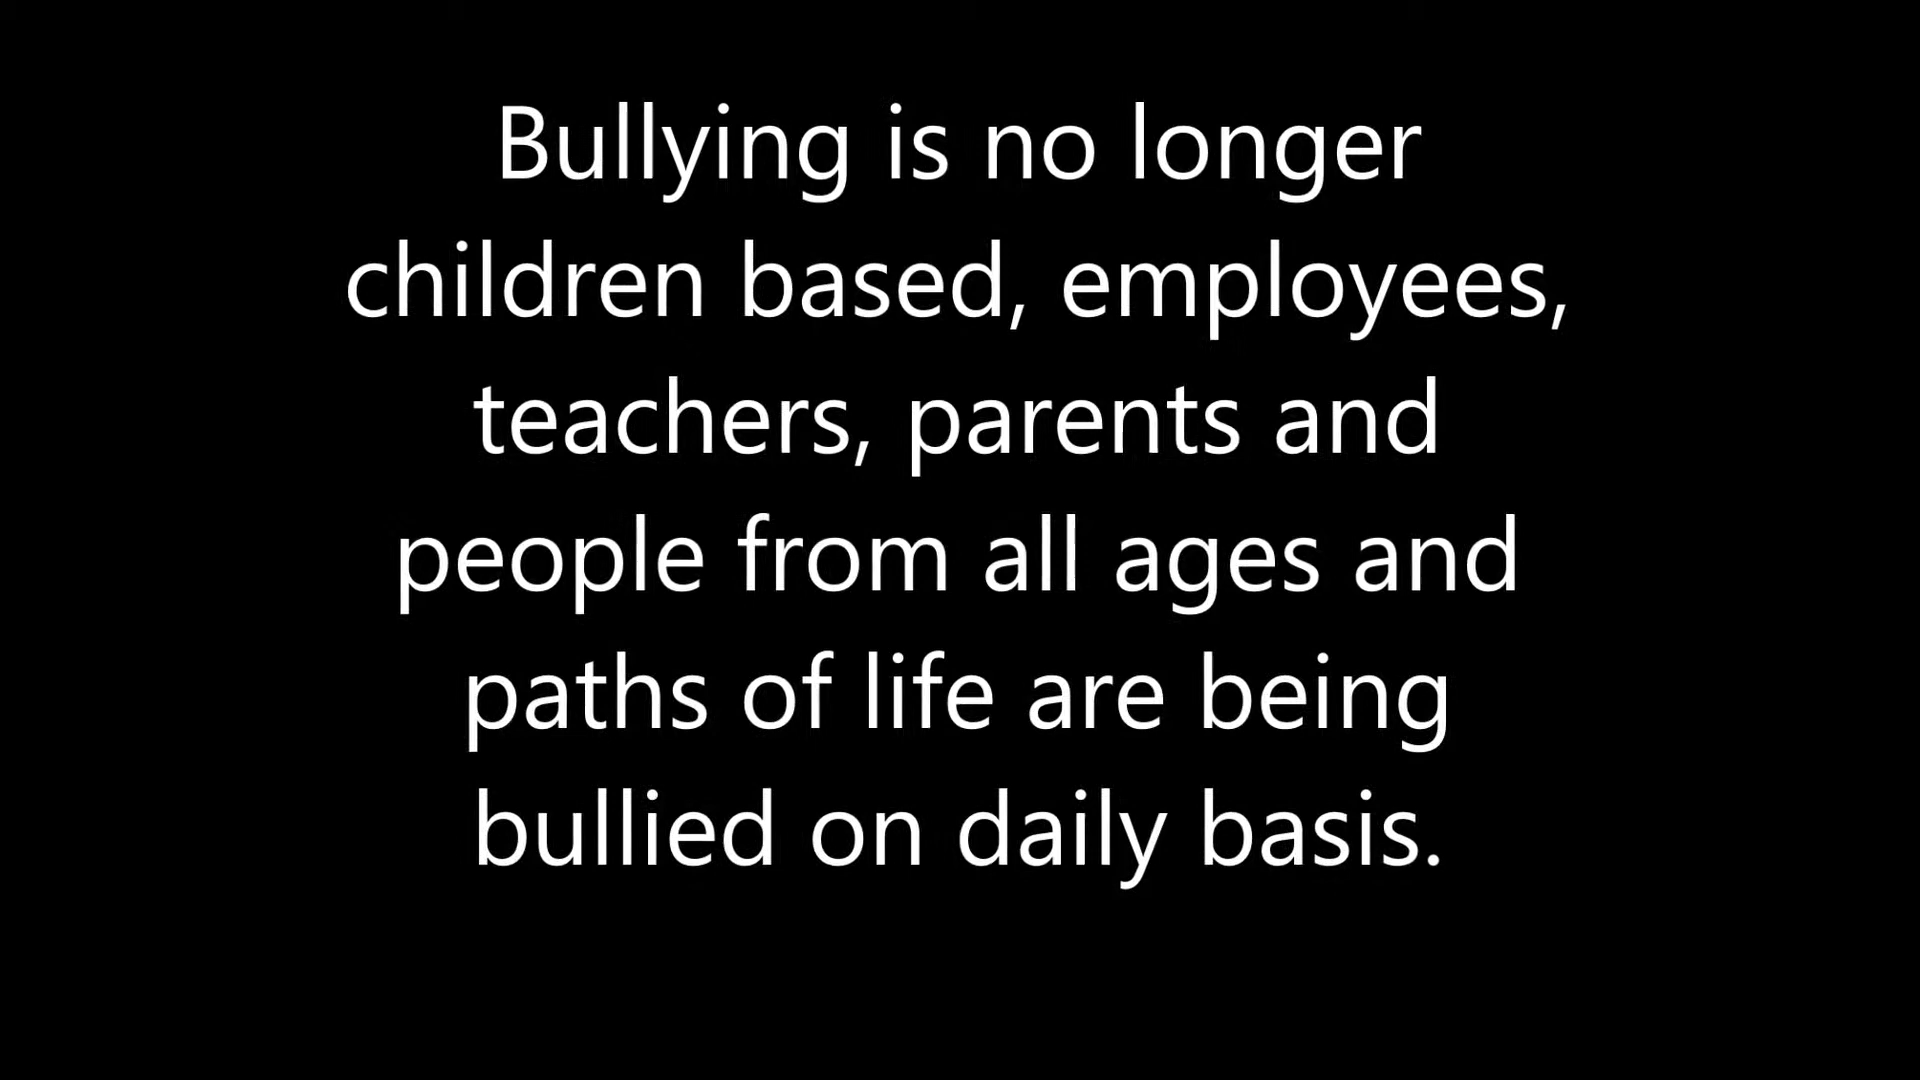 Bullying is no longer
children based, employees,
teachers, parents and
people from all ages and
paths of life are being
bullied on daily basis.